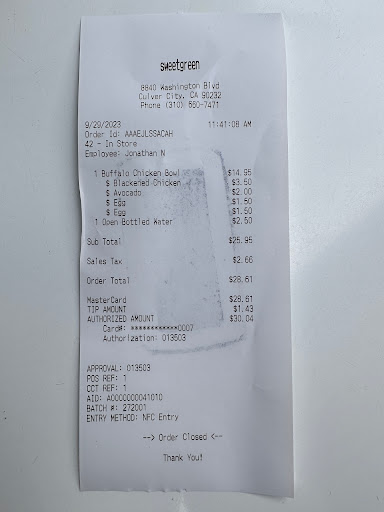 sweetgreen
8840 Washington Blvd
Culver City, CA 90232
Phone (310) 560-7471
9/29/2023 11:41:08 AM
Order Id: AAAEJLSSACAH
42 - In Store
Employee: Jonathan N
1 Buffalo Chicken Bowl $14.95
$ Blackened Chicken $3.50
$ Avocado $2.00
$ Egg $1.50
$ Egg $1.50
1 Open Bottled Water $2.50
Sub Total $25.95
Sales Tax $2.66
Order Total $28.61
MasterCard $28.61
TIP AMOUNT $1.43
AUTHORIZED AMOUNT $30.04
Card#: ************0007
Authorization: 013503
APPROVAL: 013503
POS REF: 1
CCT REF: 1
AID: A0000000041010
BATCH #: 272001
ENTRY METHOD: NFC Entry
--> Order Closed <--
Thank You!